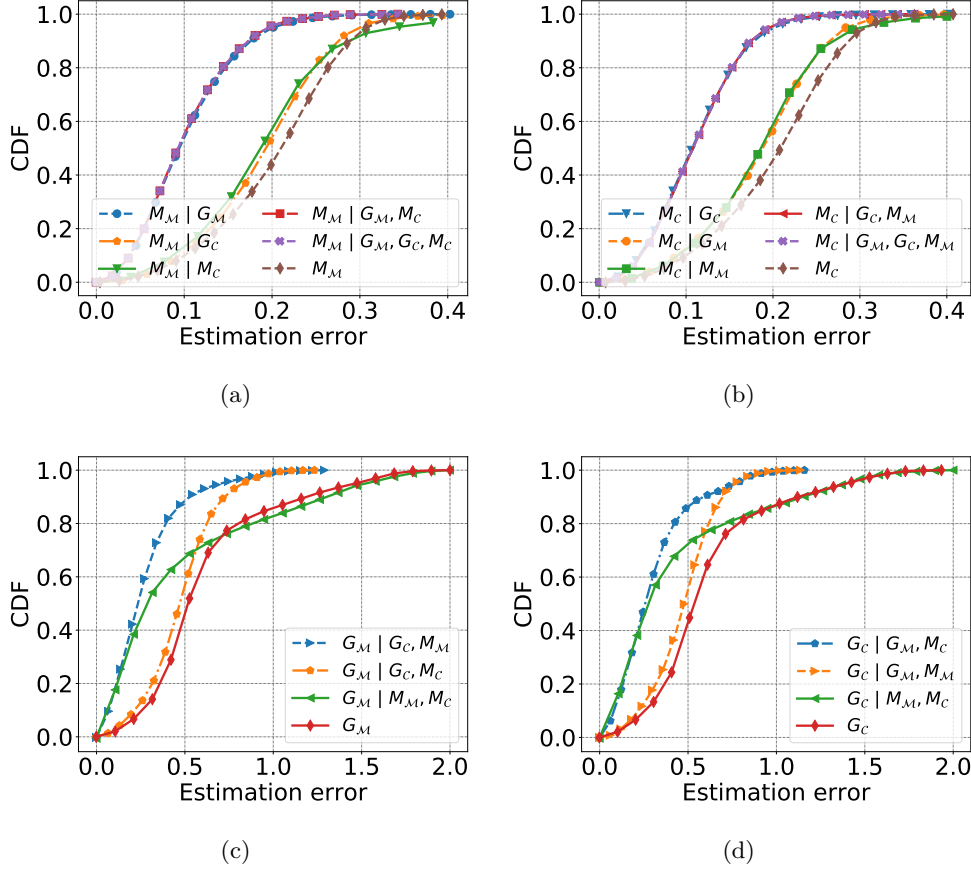 1.0
0.8
0.6
0.4
0.2
0.0
CDF
0.0 0.1 0.2 0.3 0.4
Estimation error
M_ℳ | G_ℳ
M_ℳ | G_𝒞
M_ℳ | M_𝒞
M_ℳ | G_ℳ, M_𝒞
M_ℳ | G_ℳ, G_𝒞, M_𝒞
M_ℳ
(a)
1.0
0.8
0.6
0.4
0.2
0.0
CDF
0.0 0.1 0.2 0.3 0.4
Estimation error
M_𝒞 | G_𝒞
M_𝒞 | G_ℳ
M_𝒞 | M_ℳ
M_𝒞 | G_𝒞, M_ℳ
M_𝒞 | G_ℳ, G_𝒞, M_ℳ
M_𝒞
(b)
1.0
0.8
0.6
0.4
0.2
0.0
CDF
0.0 0.5 1.0 1.5 2.0
Estimation error
G_ℳ | G_𝒞, M_ℳ
G_ℳ | G_𝒞, M_𝒞
G_ℳ | M_ℳ, M_𝒞
G_ℳ
(c)
1.0
0.8
0.6
0.4
0.2
0.0
CDF
0.0 0.5 1.0 1.5 2.0
Estimation error
G_𝒞 | G_ℳ, M_𝒞
G_𝒞 | G_ℳ, M_ℳ
G_𝒞 | M_ℳ, M_𝒞
G_𝒞
(d)